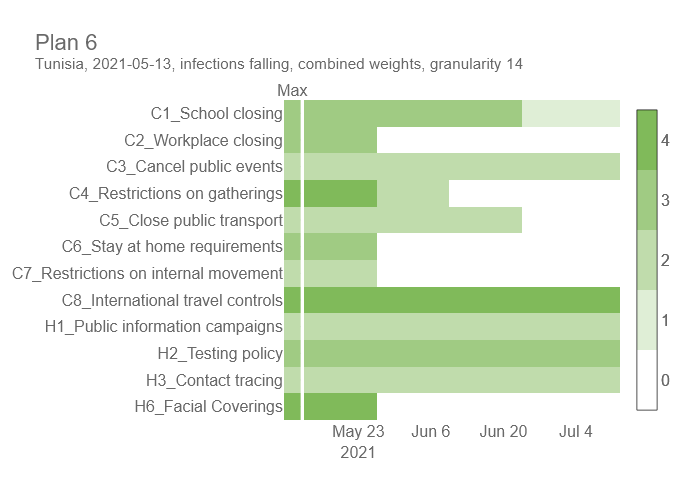 Plan 6
Tunisia, 2021-05-13, infections falling, combined weights, granularity 14
Max
C1_School closing
C2_Workplace closing
C3_Cancel public events
C4_Restrictions on gatherings
C5_Close public transport
C6_Stay at home requirements
C7_Restrictions on internal movement
C8_International travel controls
H1_Public information campaigns
H2_Testing policy
H3_Contact tracing
H6_Facial Coverings
May 23 Jun 6 Jun 20 Jul 4
2021
4
3
2
1
0